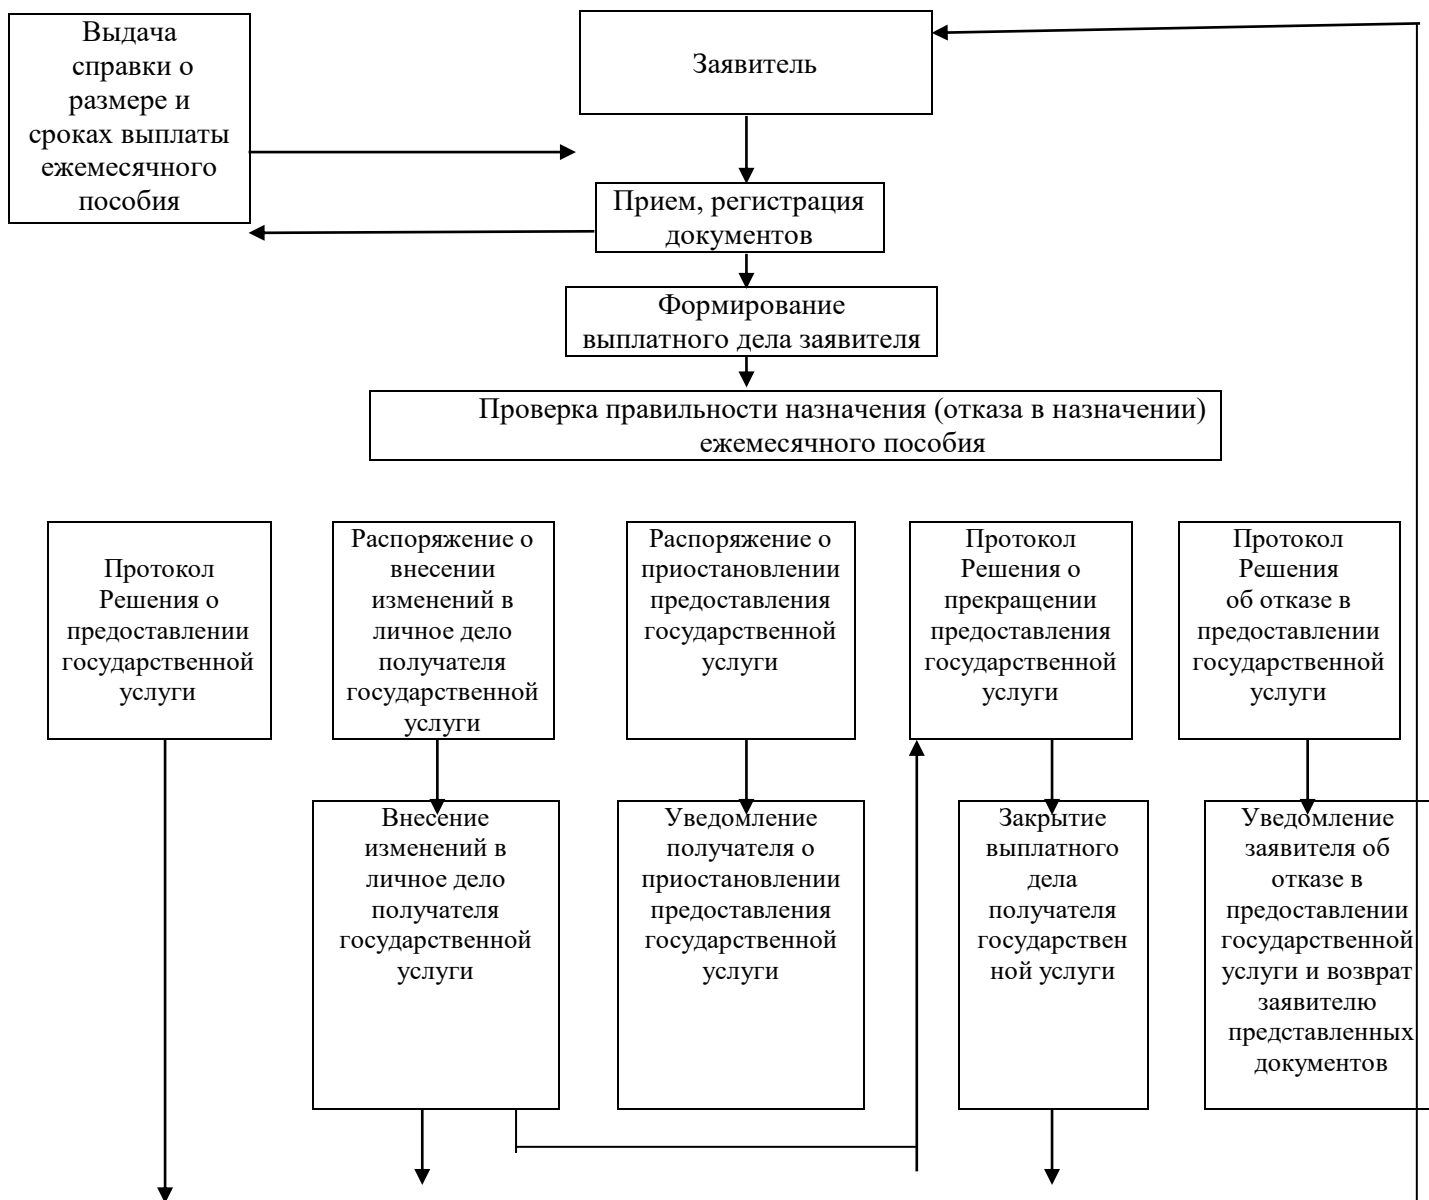 Выдача
справки о
размере и
сроках выплаты
ежемесячного
пособия
Заявитель
Прием, регистрация
документов
Формирование
выплатного дела заявителя
Проверка правильности назначения (отказа в назначении)
ежемесячного пособия
Протокол
Решения о
предоставлении
государственной
услуги
Распоряжение о
внесении
изменений в
личное дело
получателя
государственной
услуги
Распоряжение о
приостановлении
предоставления
государственной
услуги
Протокол
Решения о
прекращении
предоставления
государственной
услуги
Протокол
Решения
об отказе в
предоставлении
государственной
услуги
Внесение
изменений в
личное дело
получателя
государственной
услуги
Уведомление
получателя о
приостановлении
предоставления
государственной
услуги
Закрытие
выплатного
дела
получателя
государствен
ной услуги
Уведомление
заявителя об
отказе в
предоставлении
государственной
услуги и возврат
заявителю
представленных
документов